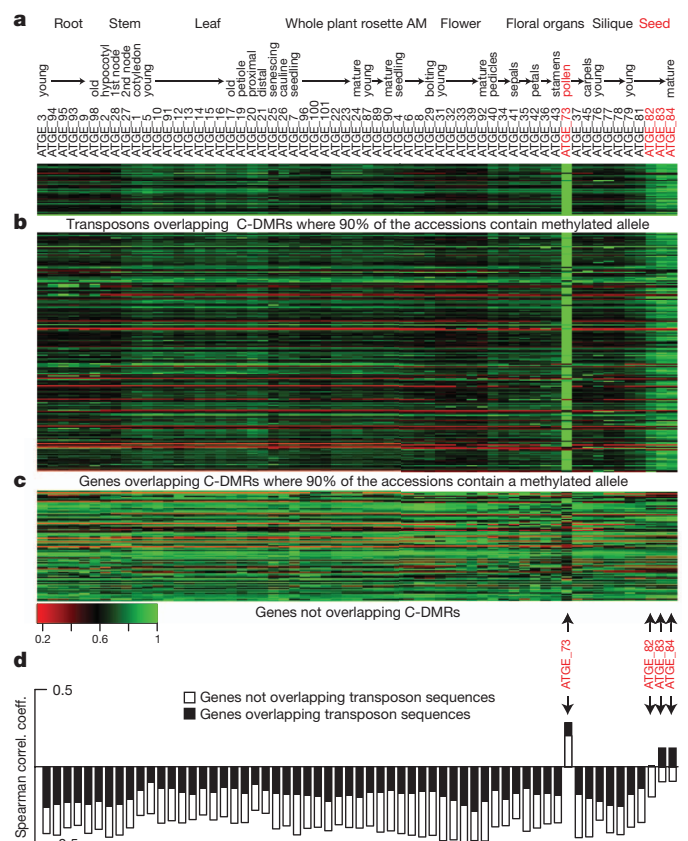 a
Root Stem Leaf Whole plant rosette AM Flower Floral organs Silique Seed
young old hypocotyl 1st node 2nd node cotyledon young old petiole proximal distal senescing cauline seedling mature young mature seedling bolting young mature pedicles sepals petals stamens pollen carpels young young mature
ATGE_3 ATGE_94 ATGE_95 ATGE_93 ATGE_9 ATGE_98 ATGE_2 ATGE_28 ATGE_27 ATGE_1 ATGE_5 ATGE_10 ATGE_91 ATGE_12 ATGE_13 ATGE_14 ATGE_15 ATGE_16 ATGE_17 ATGE_19 ATGE_20 ATGE_21 ATGE_25 ATGE_26 ATGE_7 ATGE_96 ATGE_100 ATGE_101 ATGE_22 ATGE_23 ATGE_24 ATGE_87 ATGE_89 ATGE_90 ATGE_4 ATGE_6 ATGE_8 ATGE_29 ATGE_31 ATGE_32 ATGE_33 ATGE_39 ATGE_92 ATGE_40 ATGE_34 ATGE_41 ATGE_35 ATGE_42 ATGE_36 ATGE_43 ATGE_73 ATGE_37 ATGE_45 ATGE_76 ATGE_77 ATGE_78 ATGE_79 ATGE_81 ATGE_82 ATGE_83 ATGE_84
b
Transposons overlapping C-DMRs where 90% of the accessions contain methylated allele
c
Genes overlapping C-DMRs where 90% of the accessions contain a methylated allele
Genes not overlapping C-DMRs
0.2 0.6 1
ATGE_73 ATGE_82 ATGE_83 ATGE_84
d
0.5
Genes not overlapping transposon sequences
Genes overlapping transposon sequences
Spearman correl. coeff.